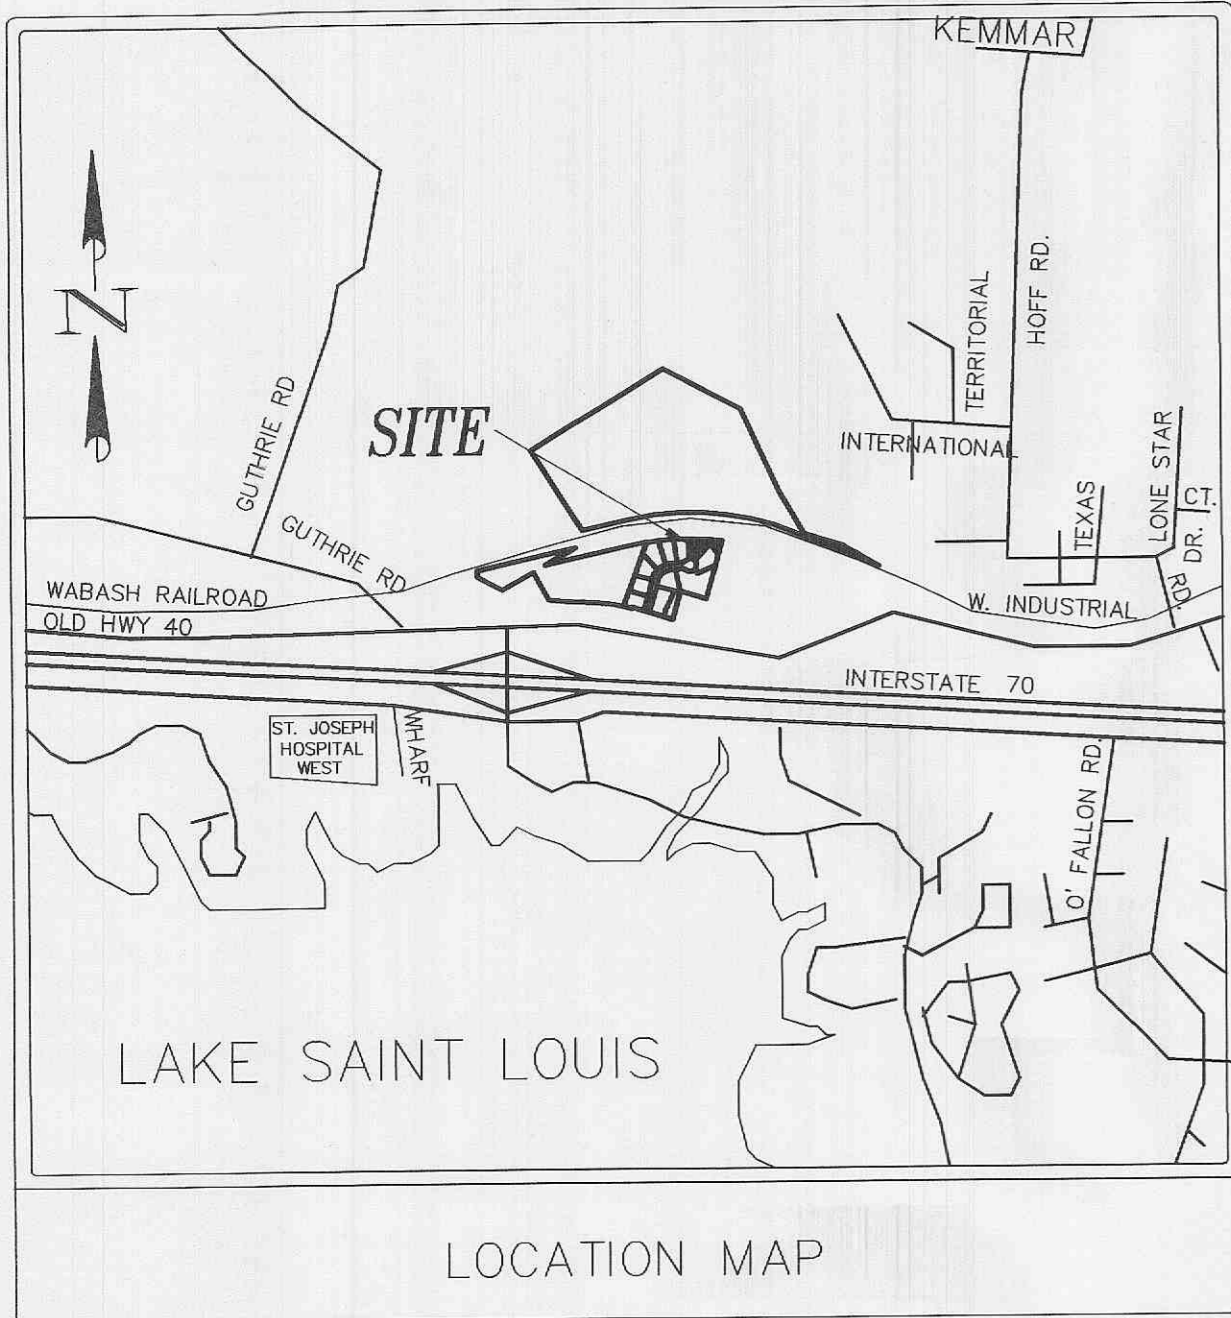 KEMMAR
N
HOFF RD.
TERRITORIAL
INTERNATIONAL
GUTHRIE RD
SITE
GUTHRIE RD
TEXAS
LONE STAR
CT.
DR.
RD.
WABASH RAILROAD
OLD HWY 40
W. INDUSTRIAL
INTERSTATE 70
ST. JOSEPH
HOSPITAL
WEST
WHARF
O' FALLON RD.
LAKE SAINT LOUIS
LOCATION MAP